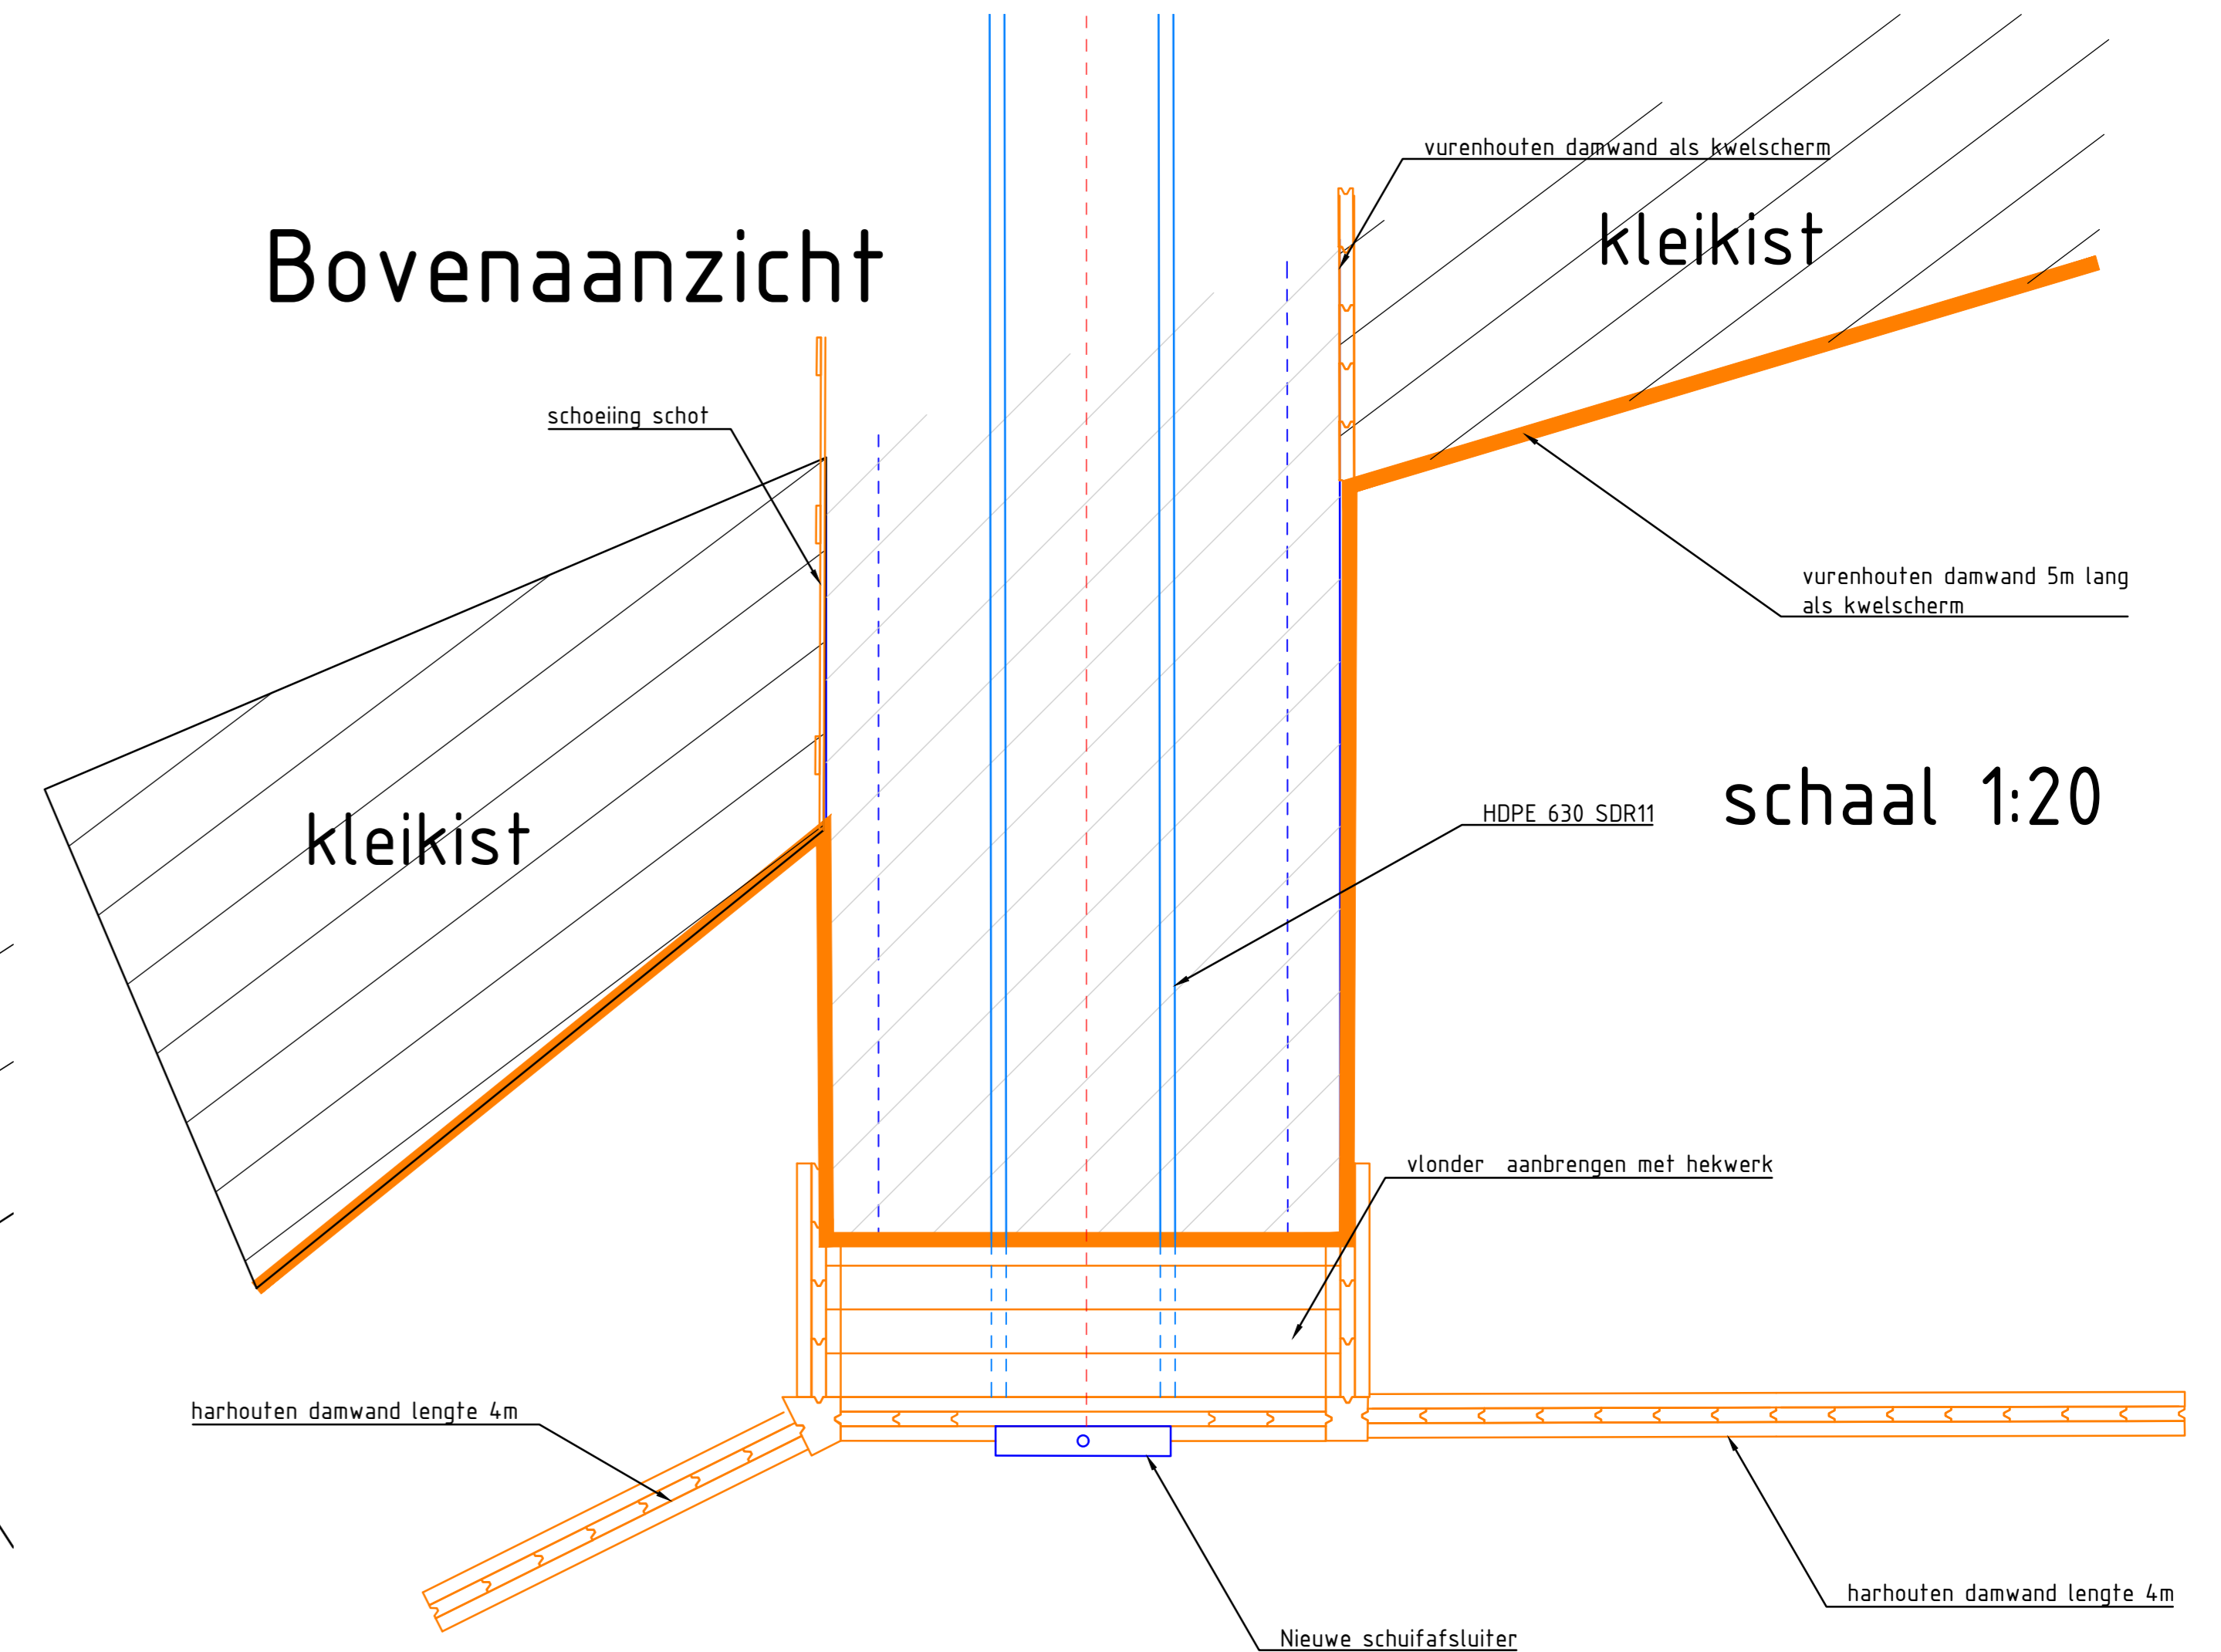 vurenhouten damwand als kwelscherm
kleikist
Bovenaanzicht
schoeiing schot
vurenhouten damwand 5m lang
als kwelscherm
schaal 1:20
HDPE 630 SDR11
kleikist
vlonder aanbrengen met hekwerk
harhouten damwand lengte 4m
harhouten damwand lengte 4m
Nieuwe schuifafsluiter